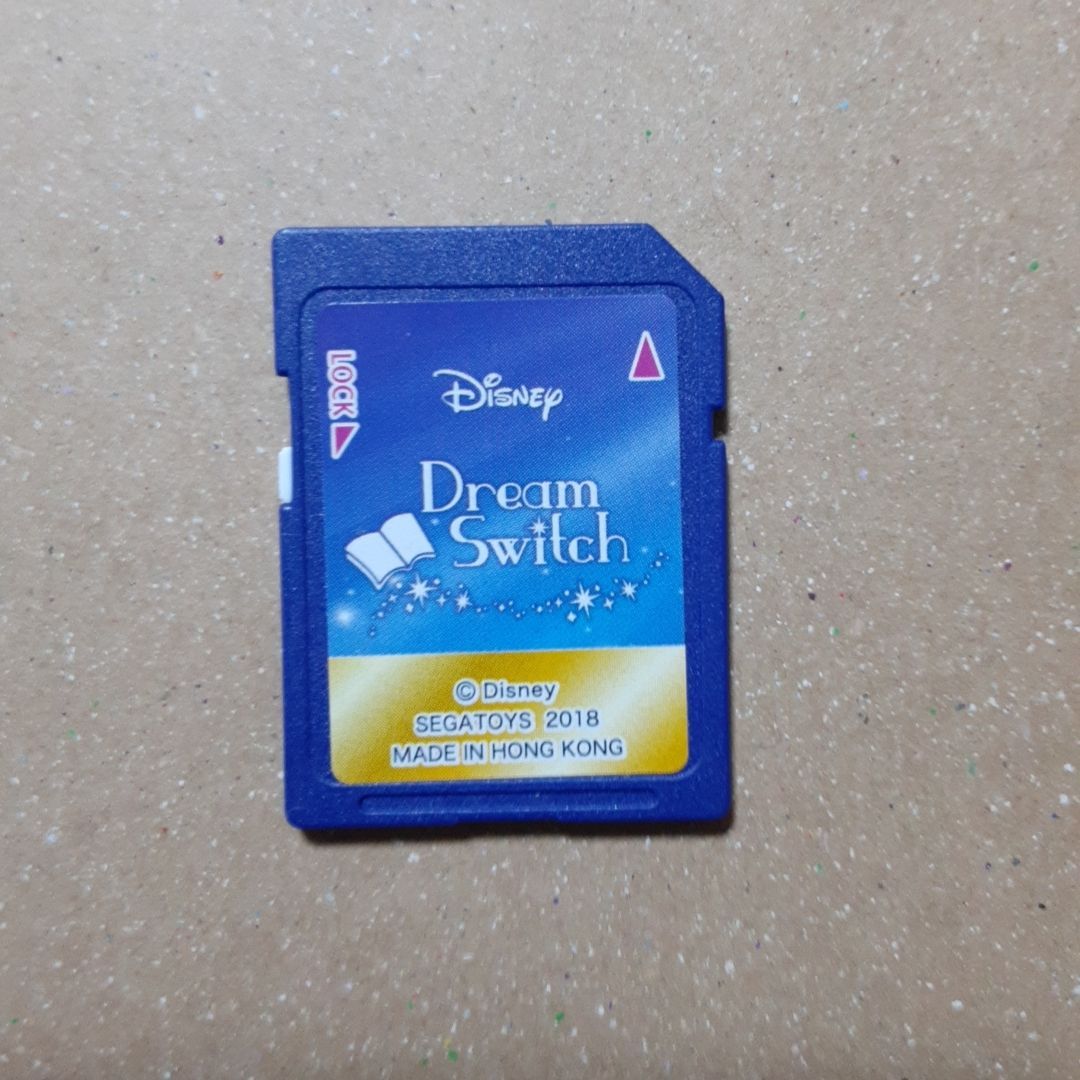 LOCK
Disney
Dream
Switch
© Disney
SEGATOYS 2018
MADE IN HONG KONG